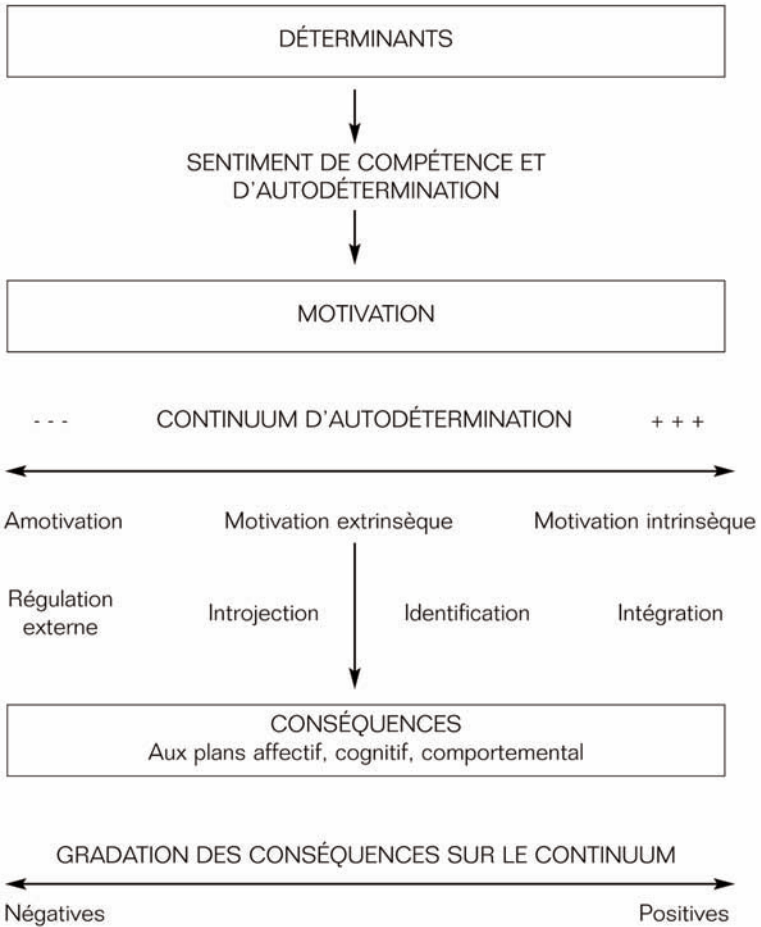 DÉTERMINANTS
SENTIMENT DE COMPÉTENCE ET
D'AUTODÉTERMINATION
MOTIVATION
- - - CONTINUUM D'AUTODÉTERMINATION + + +
Amotivation Motivation extrinsèque Motivation intrinsèque
Régulation
externe Introjection Identification Intégration
CONSÉQUENCES
Aux plans affectif, cognitif, comportemental
GRADATION DES CONSÉQUENCES SUR LE CONTINUUM
Négatives Positives